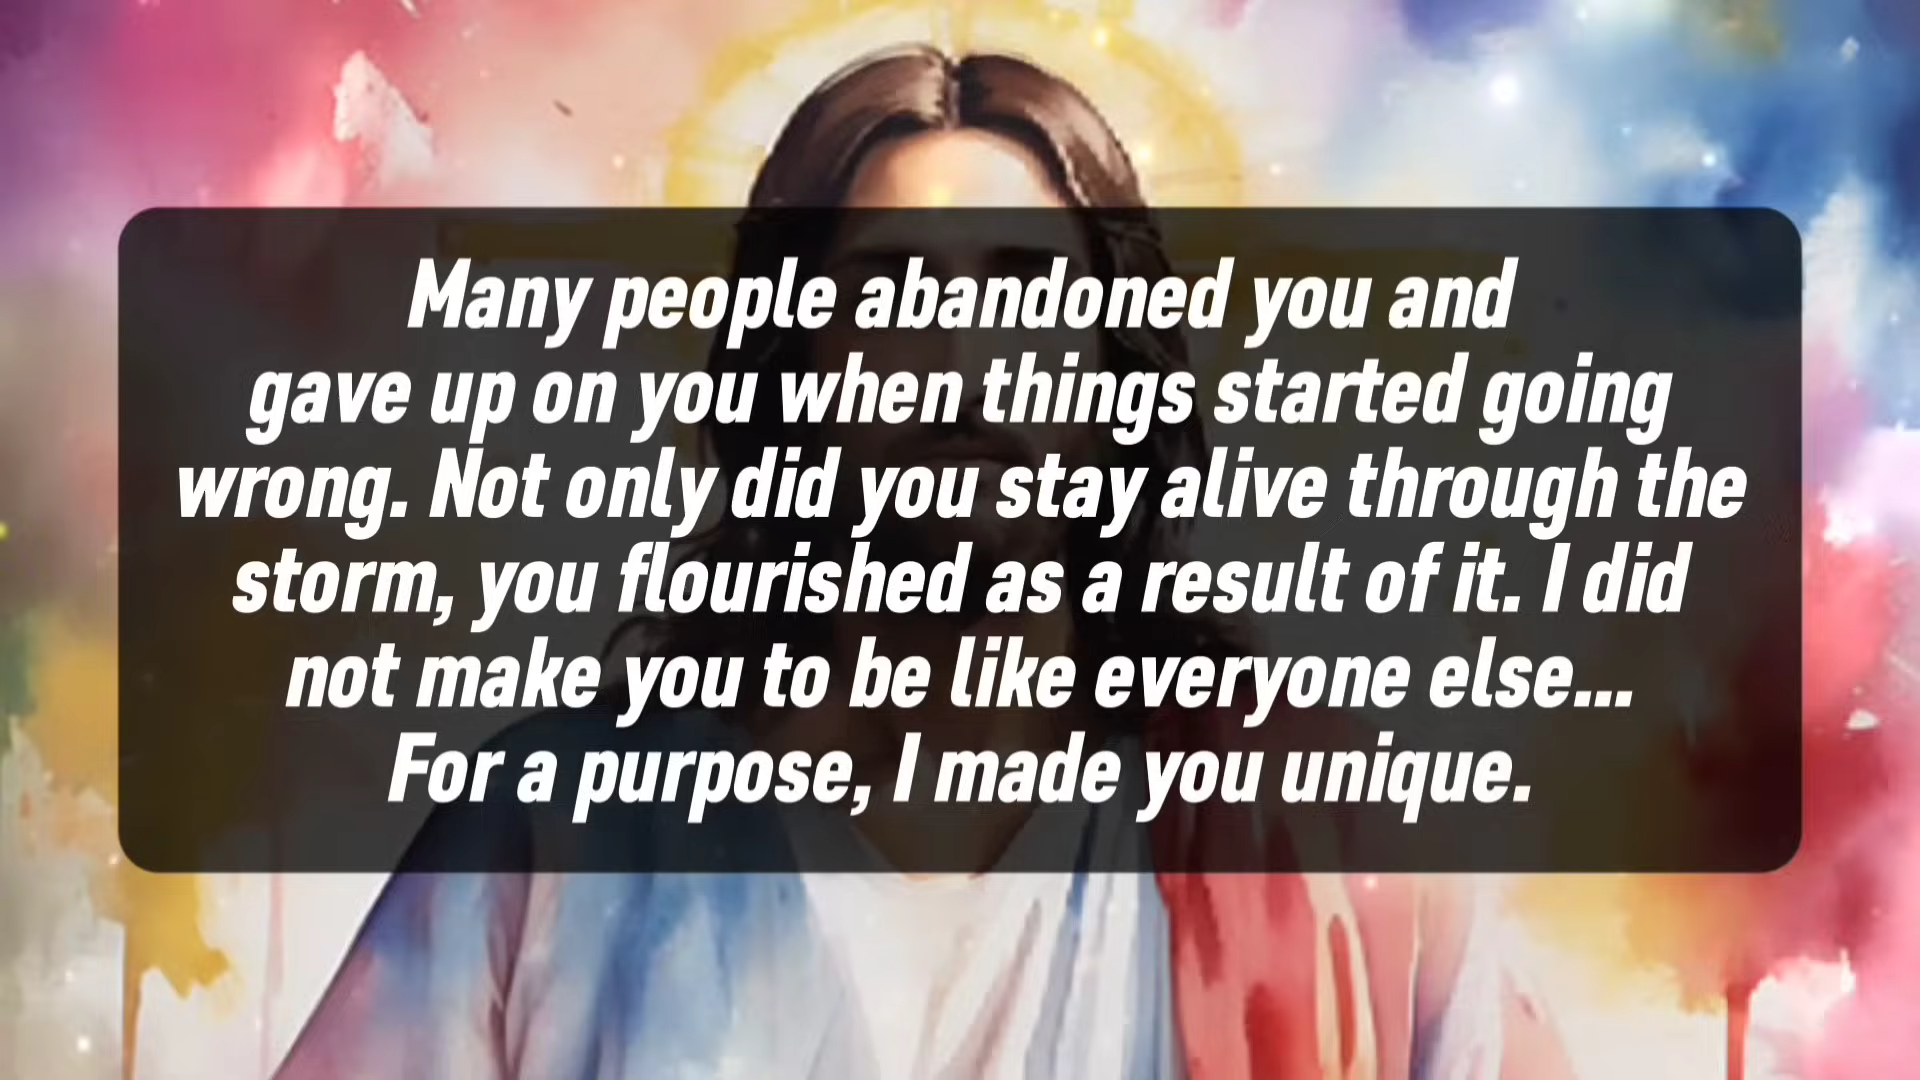 Many people abandoned you and
gave up on you when things started going
wrong. Not only did you stay alive through the
storm, you flourished as a result of it. I did
not make you to be like everyone else...
For a purpose, I made you unique.